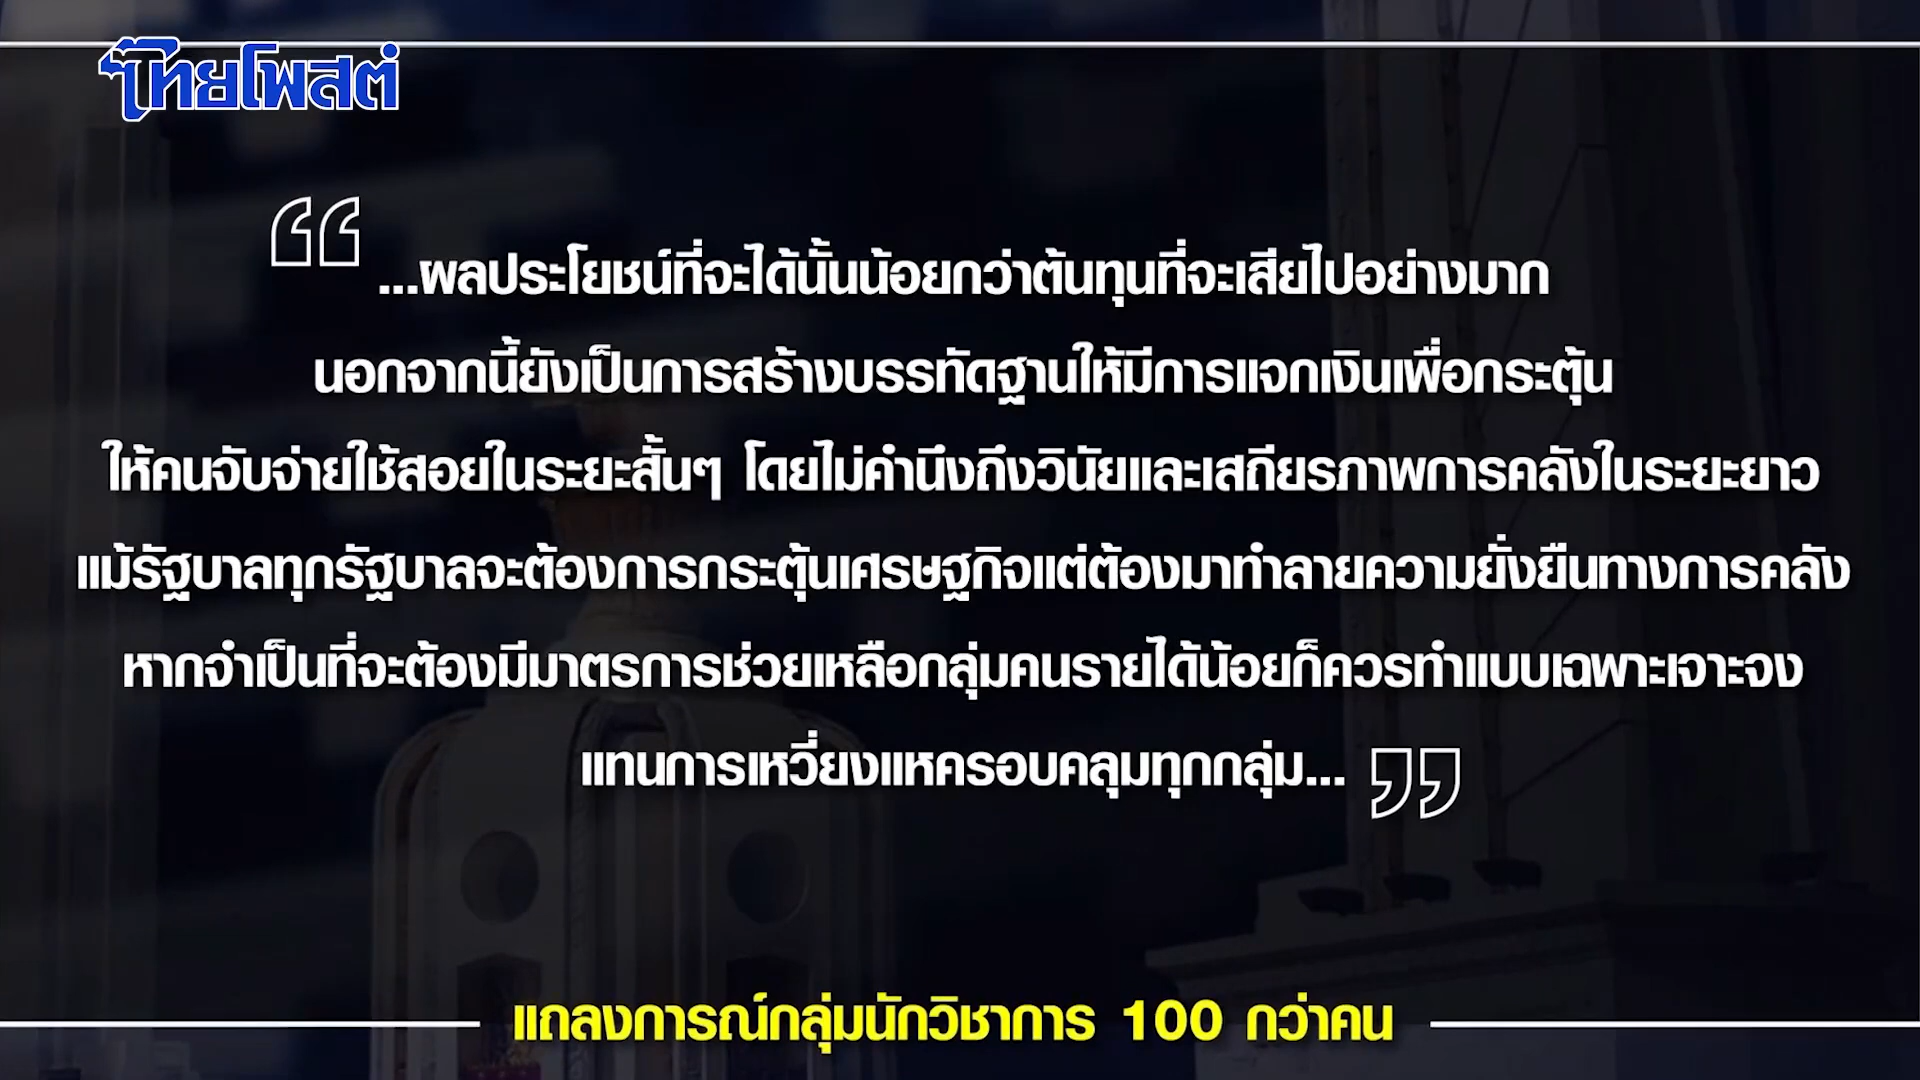 ไทยโพสต์
“ ...ผลประโยชน์ที่จะได้นั้นน้อยกว่าต้นทุนที่จะเสียไปอย่างมาก
นอกจากนี้ยังเป็นการสร้างบรรทัดฐานให้มีการแจกเงินเพื่อกระตุ้น
ให้คนจับจ่ายใช้สอยในระยะสั้นๆ โดยไม่คำนึงถึงวินัยและเสถียรภาพการคลังในระยะยาว
แม้รัฐบาลทุกรัฐบาลจะต้องการกระตุ้นเศรษฐกิจแต่ต้องมาทำลายความยั่งยืนทางการคลัง
หากจำเป็นที่จะต้องมีมาตรการช่วยเหลือกลุ่มคนรายได้น้อยก็ควรทำแบบเฉพาะเจาะจง
แทนการเหวี่ยงแหครอบคลุมทุกกลุ่ม... ”
แถลงการณ์กลุ่มนักวิชาการ 100 กว่าคน